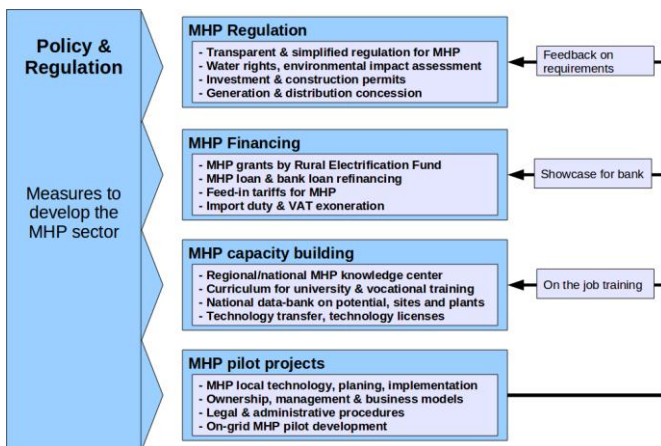 Policy &
Regulation
Measures to
develop the
MHP sector
MHP Regulation
- Transparent & simplified regulation for MHP
- Water rights, environmental impact assessment
- Investment & construction permits
- Generation & distribution concession
Feedback on
requirements
MHP Financing
- MHP grants by Rural Electrification Fund
- MHP loan & bank loan refinancing
- Feed-in tariffs for MHP
- Import duty & VAT exoneration
Showcase for bank
MHP capacity building
- Regional/national MHP knowledge center
- Curriculum for university & vocational training
- National data-bank on potential, sites and plants
- Technology transfer, technology licenses
On the job training
MHP pilot projects
- MHP local technology, planing, implementation
- Ownership, management & business models
- Legal & administrative procedures
- On-grid MHP pilot development